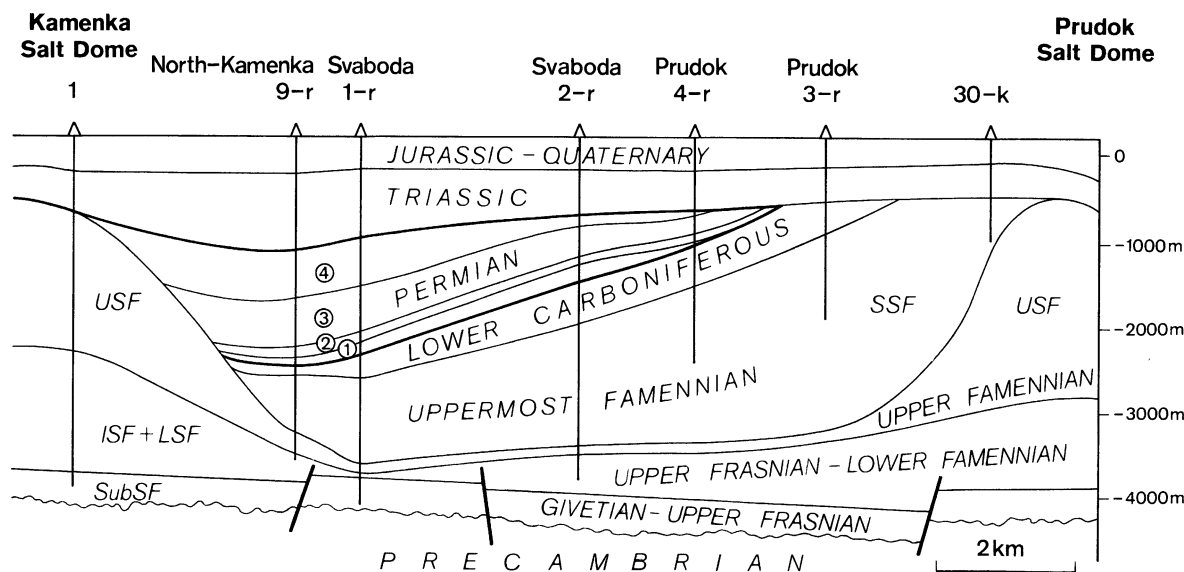 Kamenka
Salt Dome
Prudok
Salt Dome
North-Kamenka Svaboda
Svaboda Prudok
Prudok
1
9-r
1-r
2-r
4-r
3-r
30-k
JURASSIC - QUATERNARY
0
TRIASSIC
-1000m
④
PERMIAN
LOWER CARBONIFEROUS
USF
SSF
USF
③
②
①
-2000m
UPPERMOST FAMENNIAN
UPPER FAMENNIAN
-3000m
ISF + LSF
UPPER FRASNIAN - LOWER FAMENNIAN
SubSF
-4000m
GIVETIAN - UPPER FRASNIAN
2km
PRECAMBRIAN